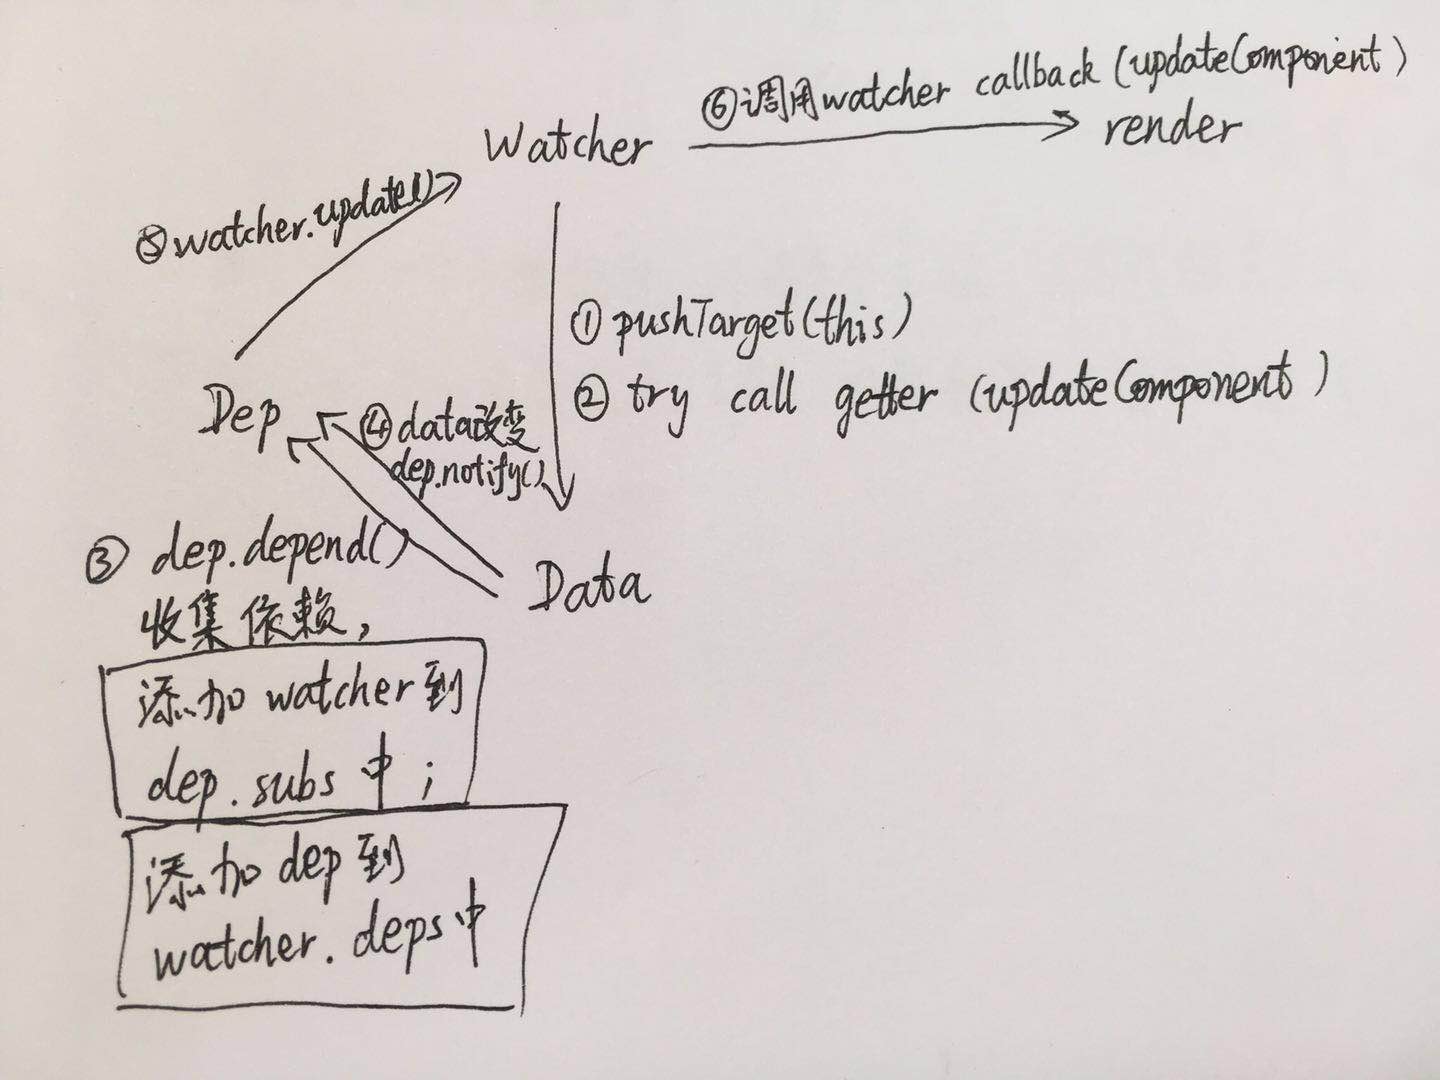 ⑥调用watcher callback (updateComponent)
Watcher
render
⑤watcher.update()
① pushTarget(this)
② try call getter (updateComponent)
Dep
④data改变
dep.notify()
③ dep.depend()
Data
收集依赖,
添加watcher到
dep.subs中;
添加dep到
watcher.deps中